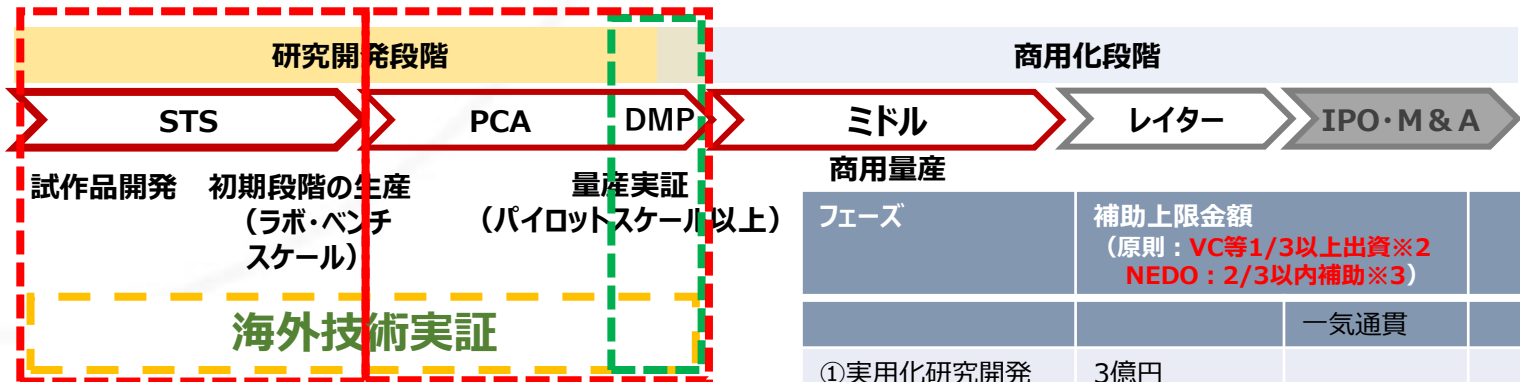 研究開発段階
商用化段階
STS
PCA
DMP
ミドル
レイター
IPO・M＆A
試作品開発
初期段階の生産
（ラボ・ベンチ
スケール）
量産実証
（パイロットスケール以上）
商用量産
海外技術実証
フェーズ
補助上限金額
（原則：VC等1/3以上出資※2
NEDO：2/3以内補助※3）
一気通貫
①実用化研究開発
3億円